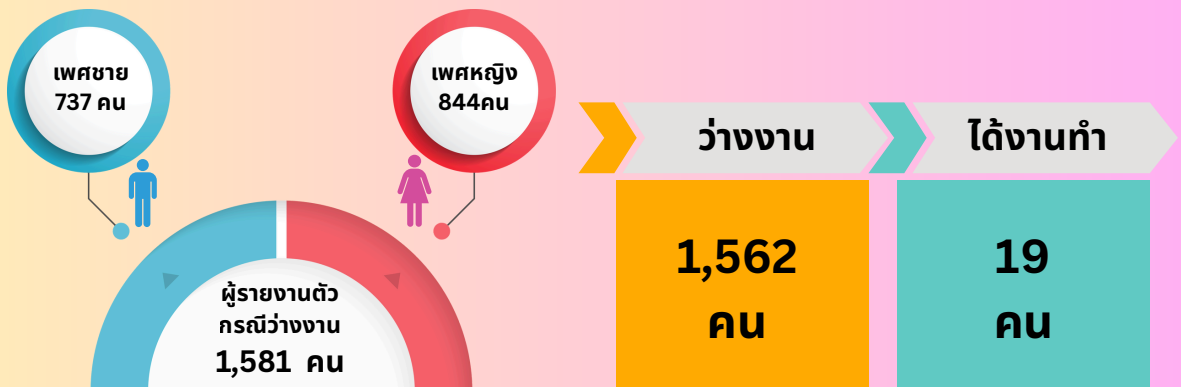 เพศชาย
737 คน
เพศหญิง
844คน
ผู้รายงานตัว
กรณีว่างงาน
1,581 คน
ว่างงาน
ได้งานทำ
1,562
คน
19
คน